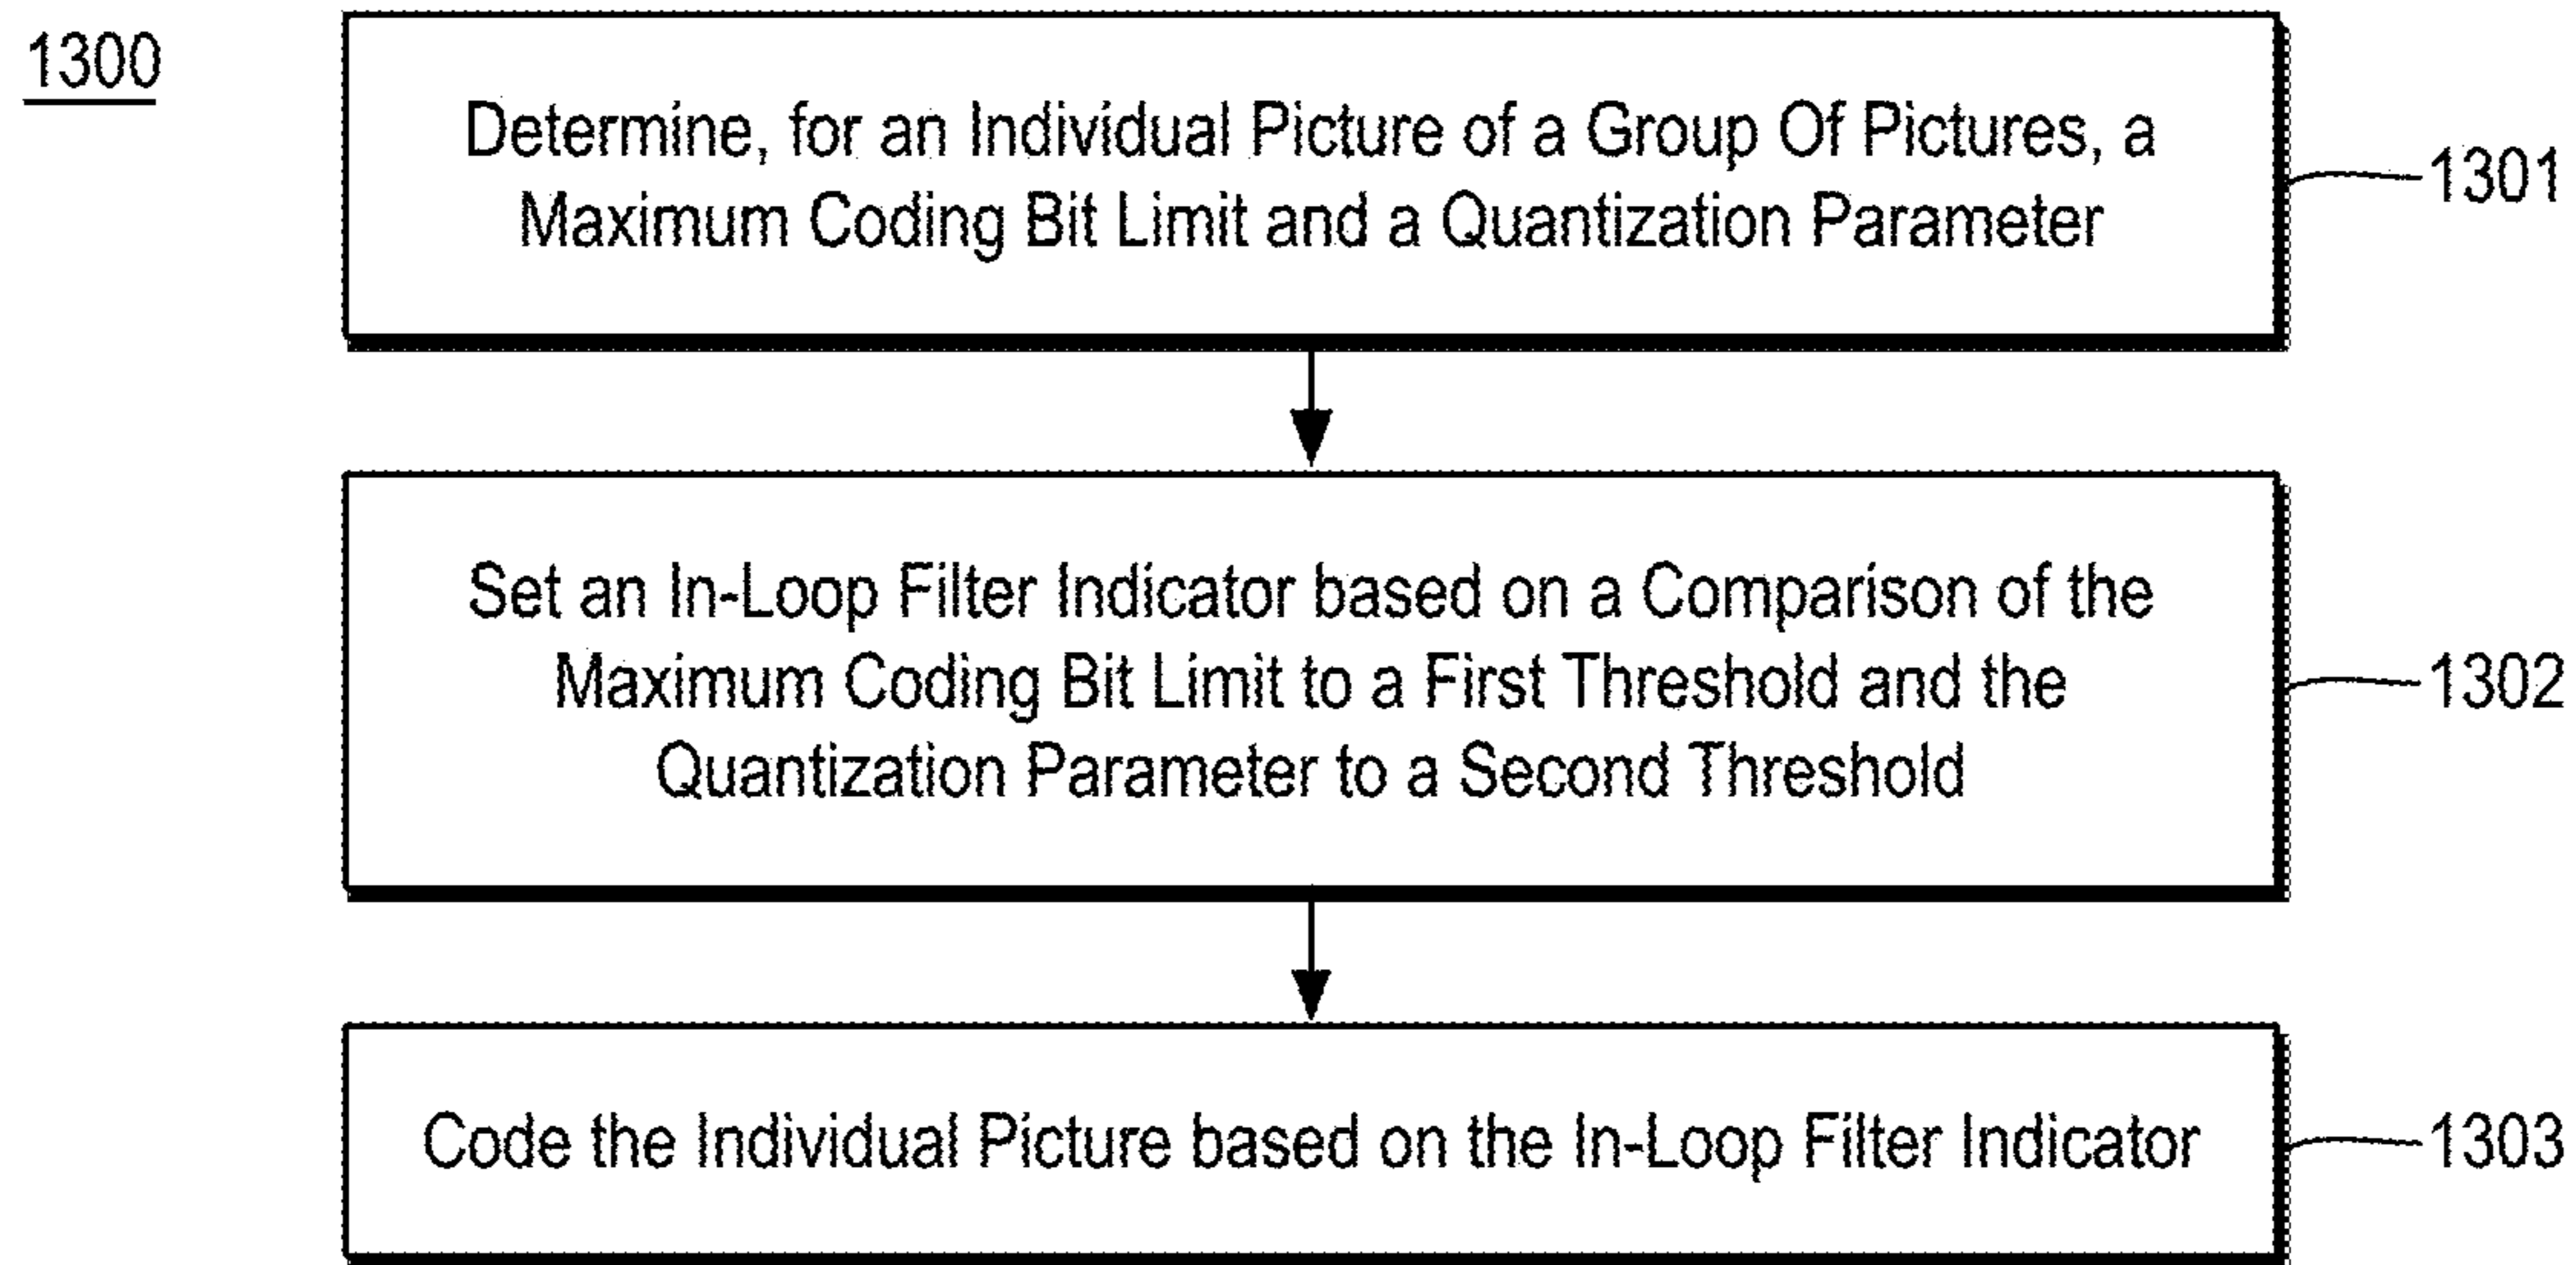 1300
Determine, for an Individual Picture of a Group Of Pictures, a
Maximum Coding Bit Limit and a Quantization Parameter
1301
Set an In-Loop Filter Indicator based on a Comparison of the
Maximum Coding Bit Limit to a First Threshold and the
Quantization Parameter to a Second Threshold
1302
Code the Individual Picture based on the In-Loop Filter Indicator
1303